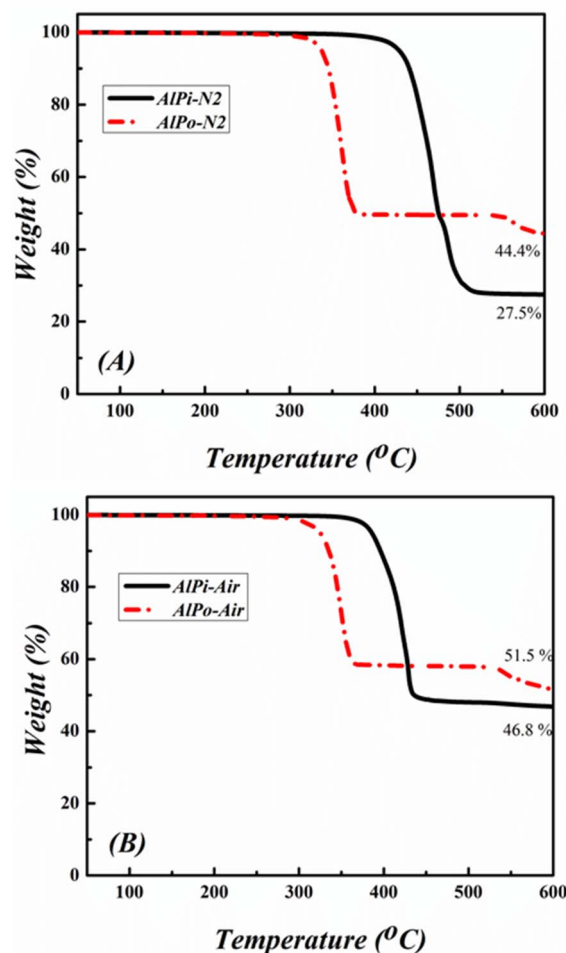 100
80
60
40
20
0
Weight (%)
AlPi-N2
AlPo-N2
44.4%
27.5%
(A)
100 200 300 400 500 600
Temperature (°C)
100
80
60
40
20
0
Weight (%)
AlPi-Air
AlPo-Air
51.5 %
46.8 %
(B)
100 200 300 400 500 600
Temperature (°C)